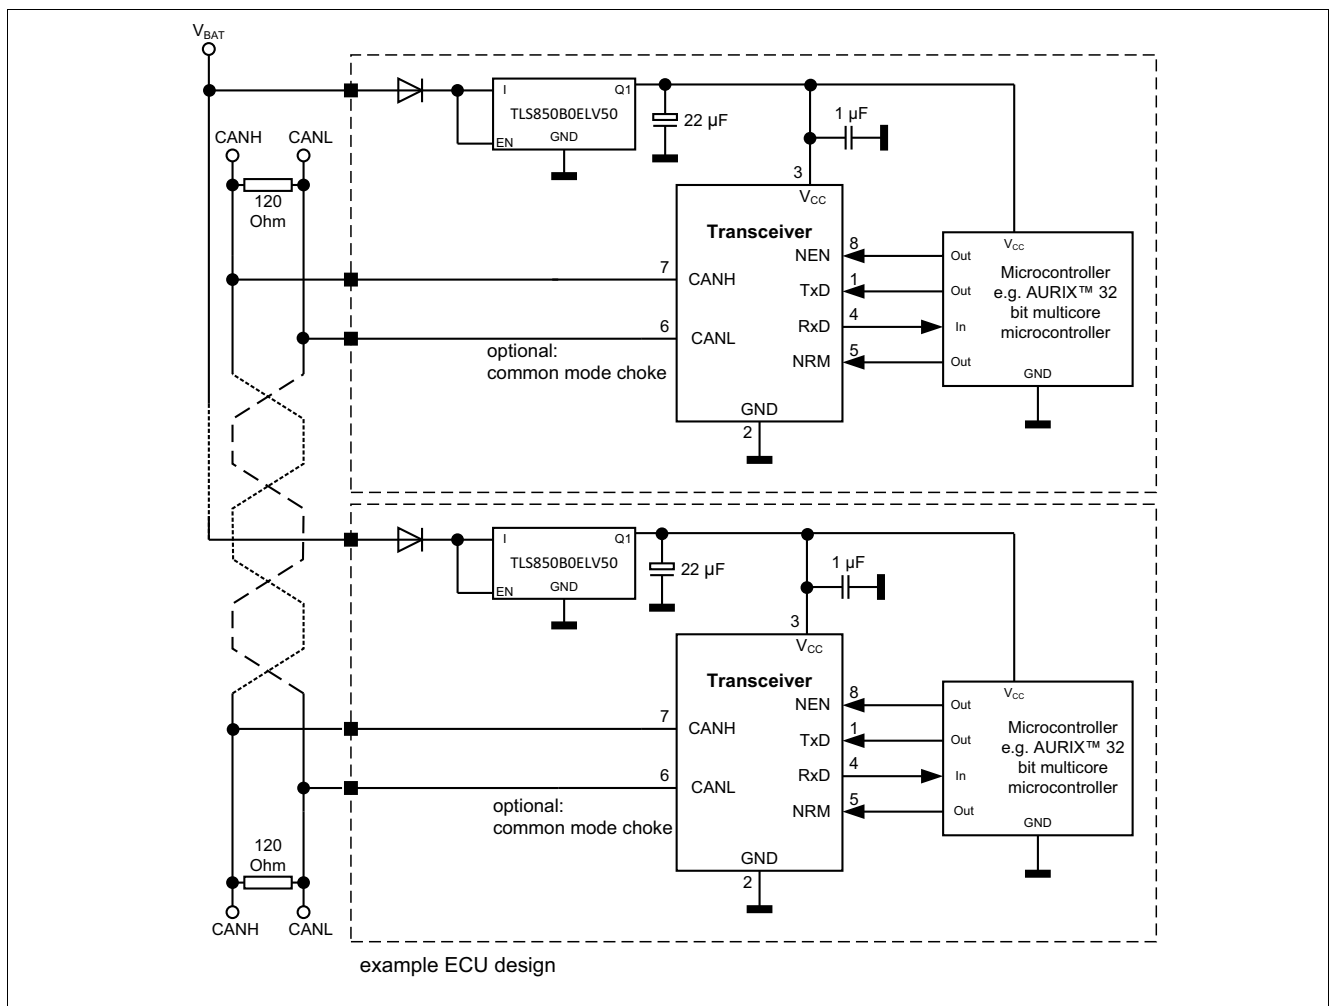 VBAT
CANH
CANL
120
Ohm
I
Q1
TLS850B0ELV50
GND
EN
22 µF
1 µF
3
VCC
Transceiver
NEN
TxD
RxD
NRM
7
CANH
6
CANL
GND
2
8
1
4
5
optional:
common mode choke
VCC
Out
Out
In
Out
Microcontroller
e.g. AURIX™ 32
bit multicore
microcontroller
GND
I
Q1
TLS850B0ELV50
GND
EN
22 µF
1 µF
3
VCC
Transceiver
NEN
TxD
RxD
NRM
7
CANH
6
CANL
GND
2
8
1
4
5
optional:
common mode choke
VCC
Out
Out
In
Out
Microcontroller
e.g. AURIX™ 32
bit multicore
microcontroller
GND
120
Ohm
CANH
CANL
example ECU design